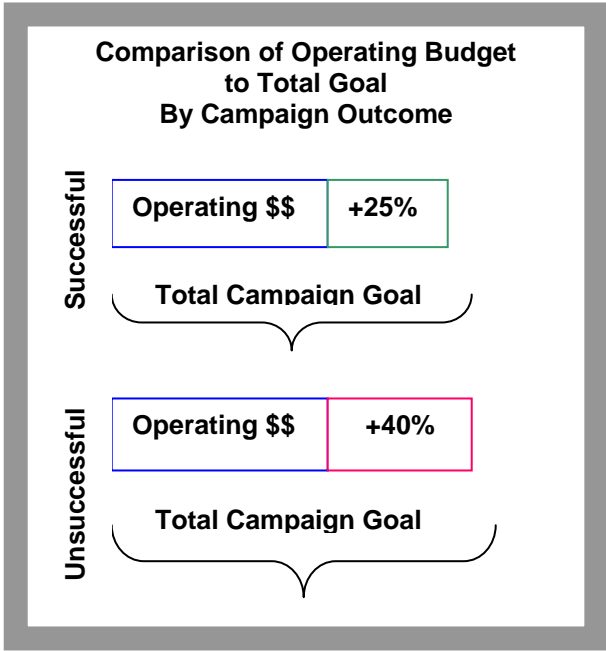 Comparison of Operating Budget
to Total Goal
By Campaign Outcome
Successful
Operating $$ +25%
Total Campaign Goal
Unsuccessful
Operating $$ +40%
Total Campaign Goal